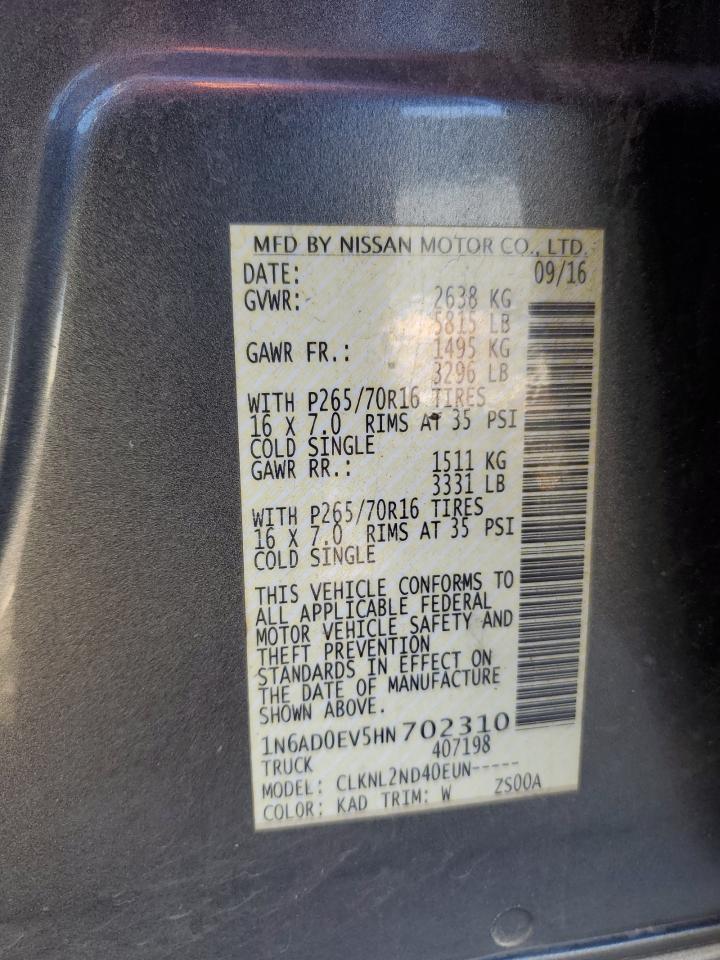 MFD BY NISSAN MOTOR CO., LTD.
DATE: 09/16
GVWR: 2638 KG
5815 LB
GAWR FR.: 1495 KG
3296 LB
WITH P265/70R16 TIRES
16 X 7.0 RIMS AT 35 PSI
COLD SINGLE
GAWR RR.: 1511 KG
3331 LB
WITH P265/70R16 TIRES
16 X 7.0 RIMS AT 35 PSI
COLD SINGLE
THIS VEHICLE CONFORMS TO
ALL APPLICABLE FEDERAL
MOTOR VEHICLE SAFETY AND
THEFT PREVENTION
STANDARDS IN EFFECT ON
THE DATE OF MANUFACTURE
SHOWN ABOVE.
1N6AD0EV5HN702310
TRUCK 407198
MODEL: CLKNL2ND40EUN-----
COLOR: KAD TRIM: W ZS00A